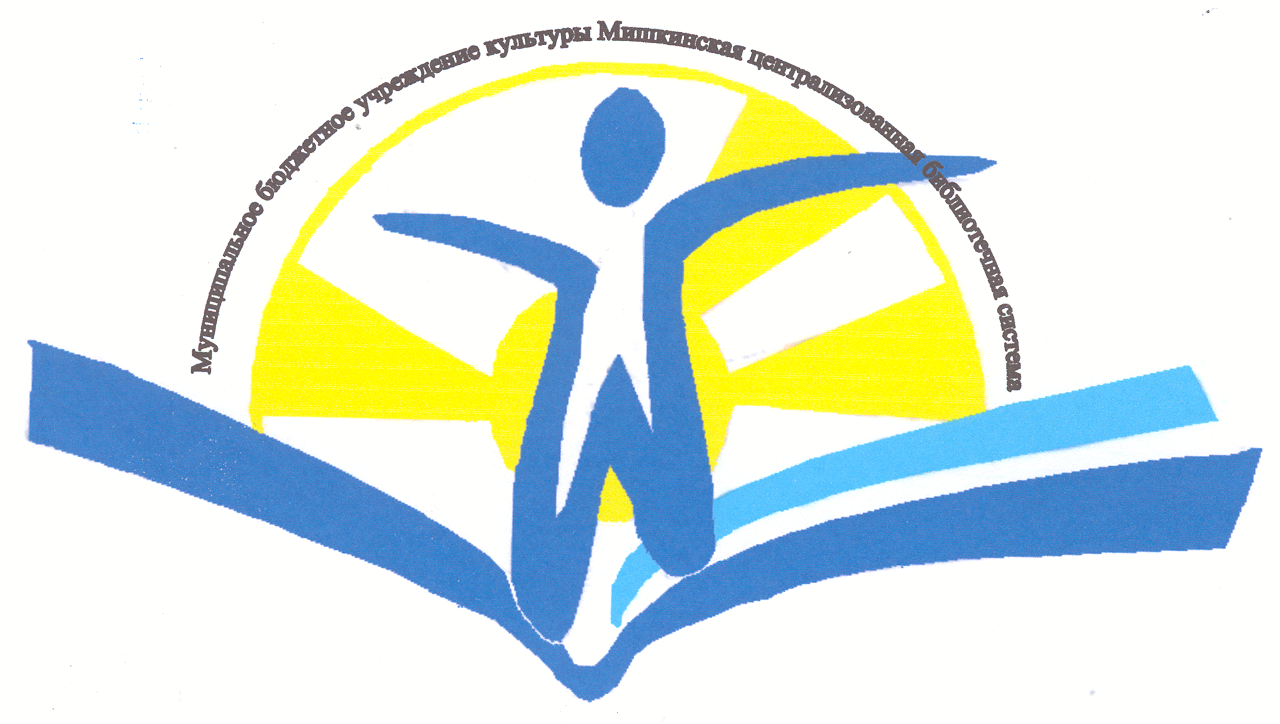 Муниципальное бюджетное учреждение культуры Мишкинская централизованная библиотечная система